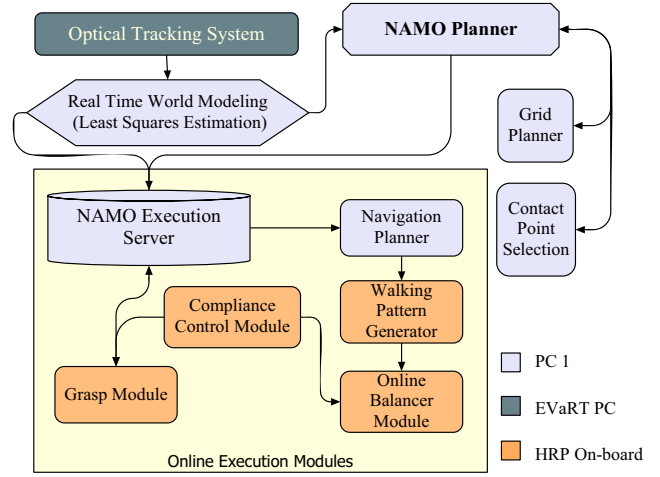 Optical Tracking System
NAMO Planner
Real Time World Modeling
(Least Squares Estimation)
Grid
Planner
Contact
Point
Selection
NAMO Execution
Server
Navigation
Planner
Compliance
Control Module
Walking
Pattern
Generator
Grasp Module
Online
Balancer
Module
Online Execution Modules
PC 1
EVaRT PC
HRP On-board